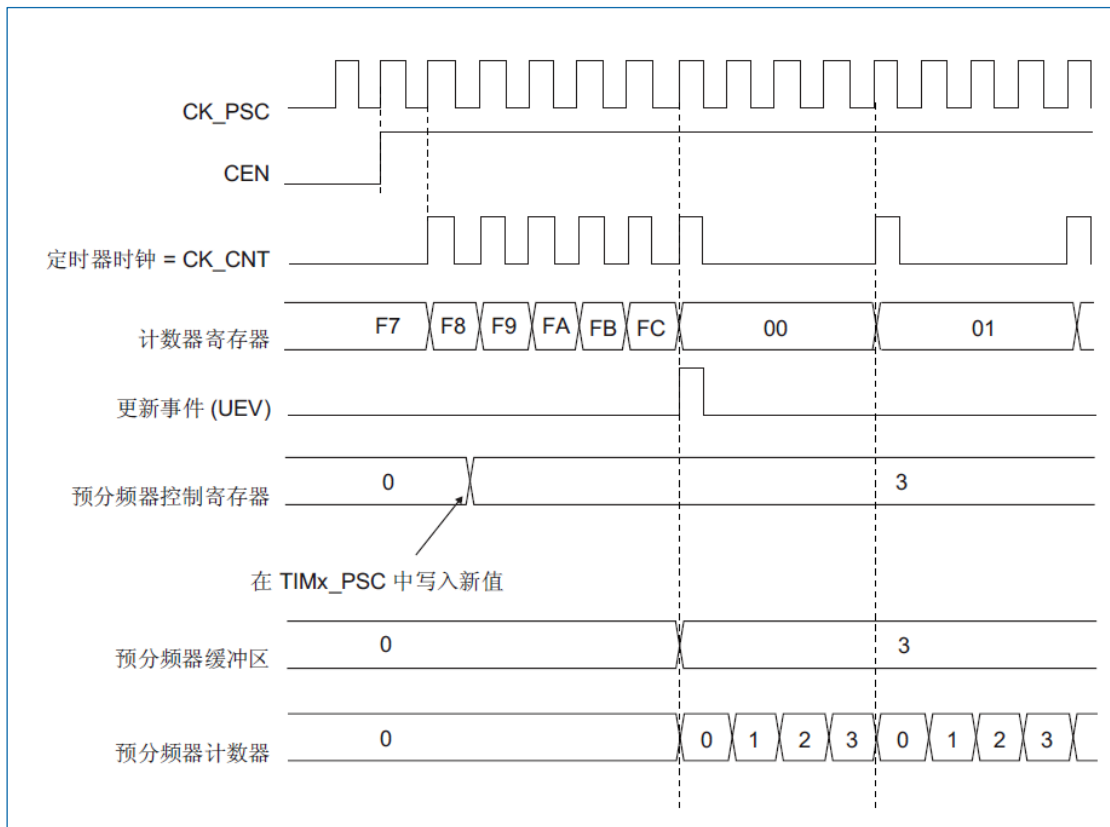 CK_PSC
CEN
定时器时钟 = CK_CNT
计数器寄存器 F7 F8 F9 FA FB FC 00 01
更新事件 (UEV)
预分频器控制寄存器 0 3
在 TIMx_PSC 中写入新值
预分频器缓冲区 0 3
预分频器计数器 0 0 1 2 3 0 1 2 3